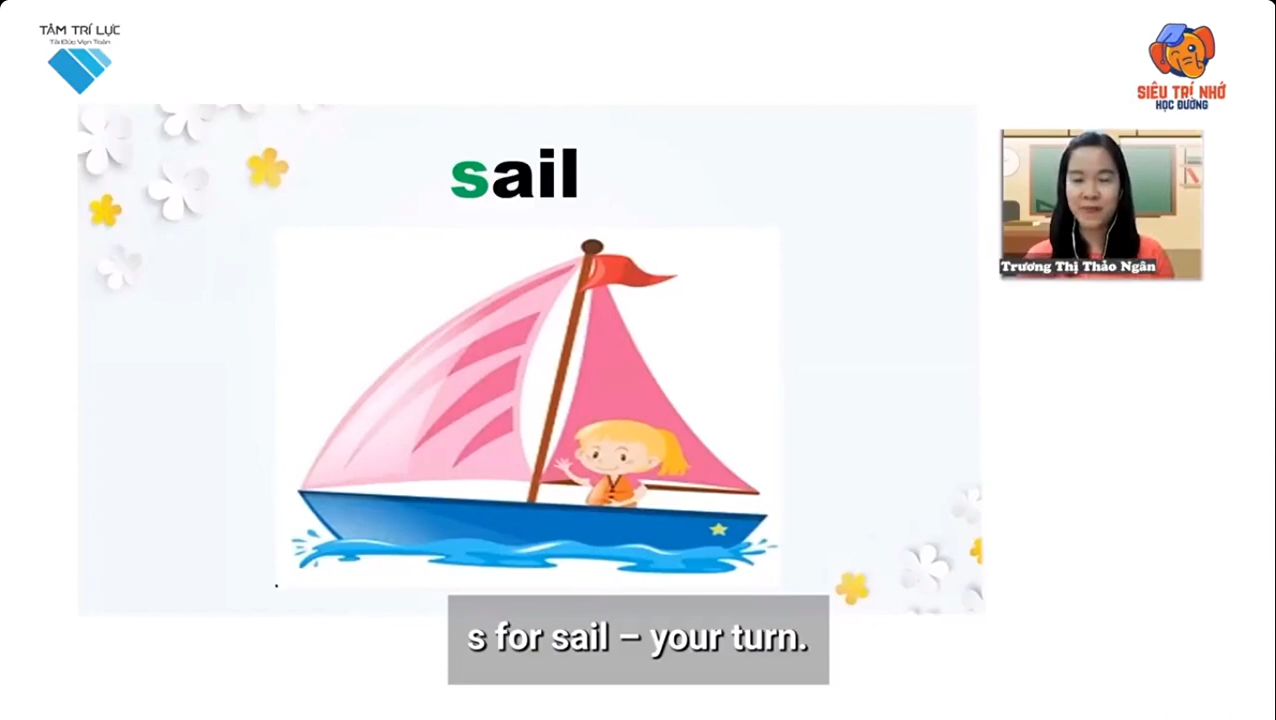 TÂM TRÍ LỰC
Tài Đức Vẹn Toàn
SIÊU TRÍ NHỚ
HỌC ĐƯỜNG
sail
Trương Thị Thảo Ngân
s for sail – your turn.